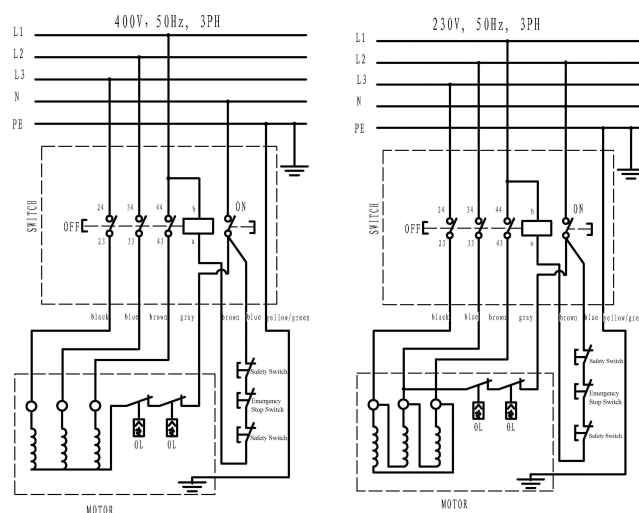 400V, 50Hz, 3PH
L1
L2
L3
N
PE
SWITCH
24
34
44
b
ON
OFF
23
33
43
a
black
blue
brown
gray
brown
blue
yellow/green
Safety Switch
Emergency
Stop Switch
Safety Switch
OL
OL
MOTOR
230V, 50Hz, 3PH
L1
L2
L3
N
PE
SWITCH
24
34
44
b
ON
OFF
23
33
43
a
black
blue
brown
gray
brown
blue
yellow/gree
Safety Switch
Emergency
Stop Switch
Safety Switch
OL
OL
MOTOR